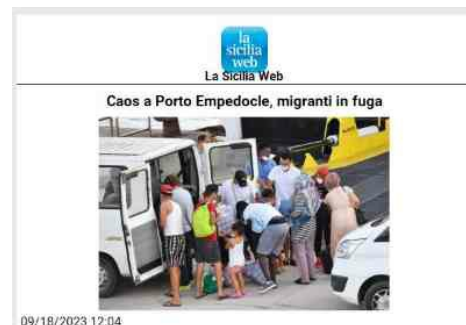 la
sicilia
web
La Sicilia Web
Caos a Porto Empedocle, migranti in fuga
09/18/2023 12:04